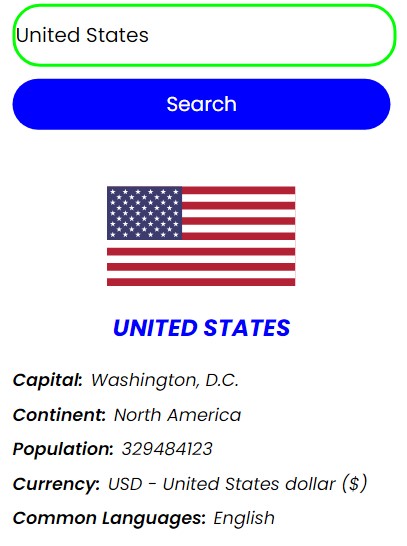 United States
Search
UNITED STATES
Capital: Washington, D.C.
Continent: North America
Population: 329484123
Currency: USD - United States dollar ($)
Common Languages: English